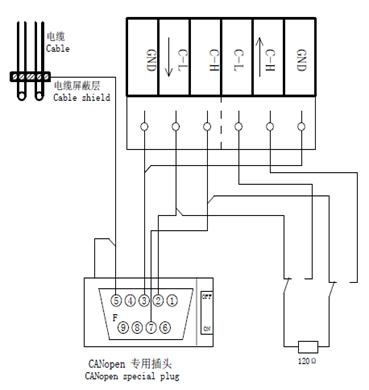 电缆
Cable
电缆屏蔽层
Cable shield
GND C-L C-H C-L C-H GND
⑤ ④ ③ ② ① OFF
F
⑨ ⑧ ⑦ ⑥ ON
120Ω
CANopen 专用插头
CANopen special plug